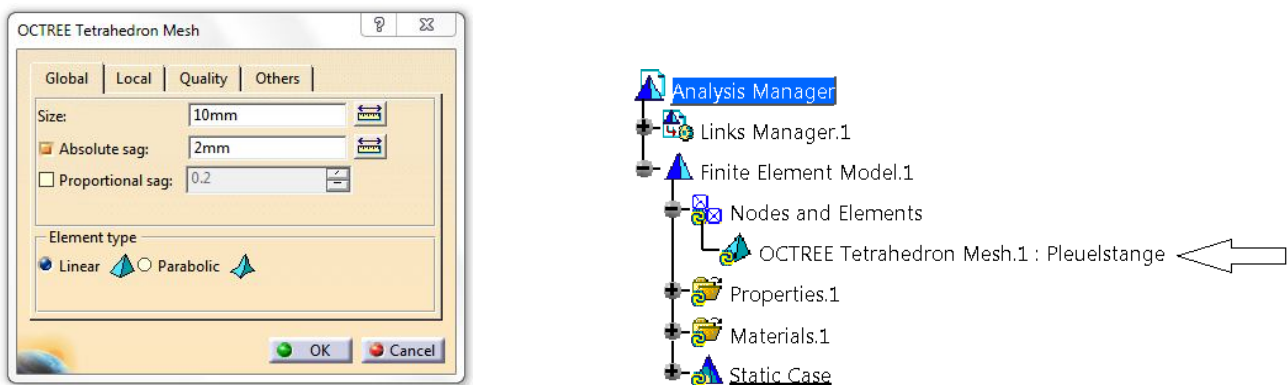 OCTREE Tetrahedron Mesh
Global Local Quality Others
Size: 10mm
Absolute sag: 2mm
Proportional sag: 0.2
Element type
Linear Parabolic
OK Cancel
Analysis Manager
Links Manager.1
Finite Element Model.1
Nodes and Elements
OCTREE Tetrahedron Mesh.1 : Pleuelstange
Properties.1
Materials.1
Static Case